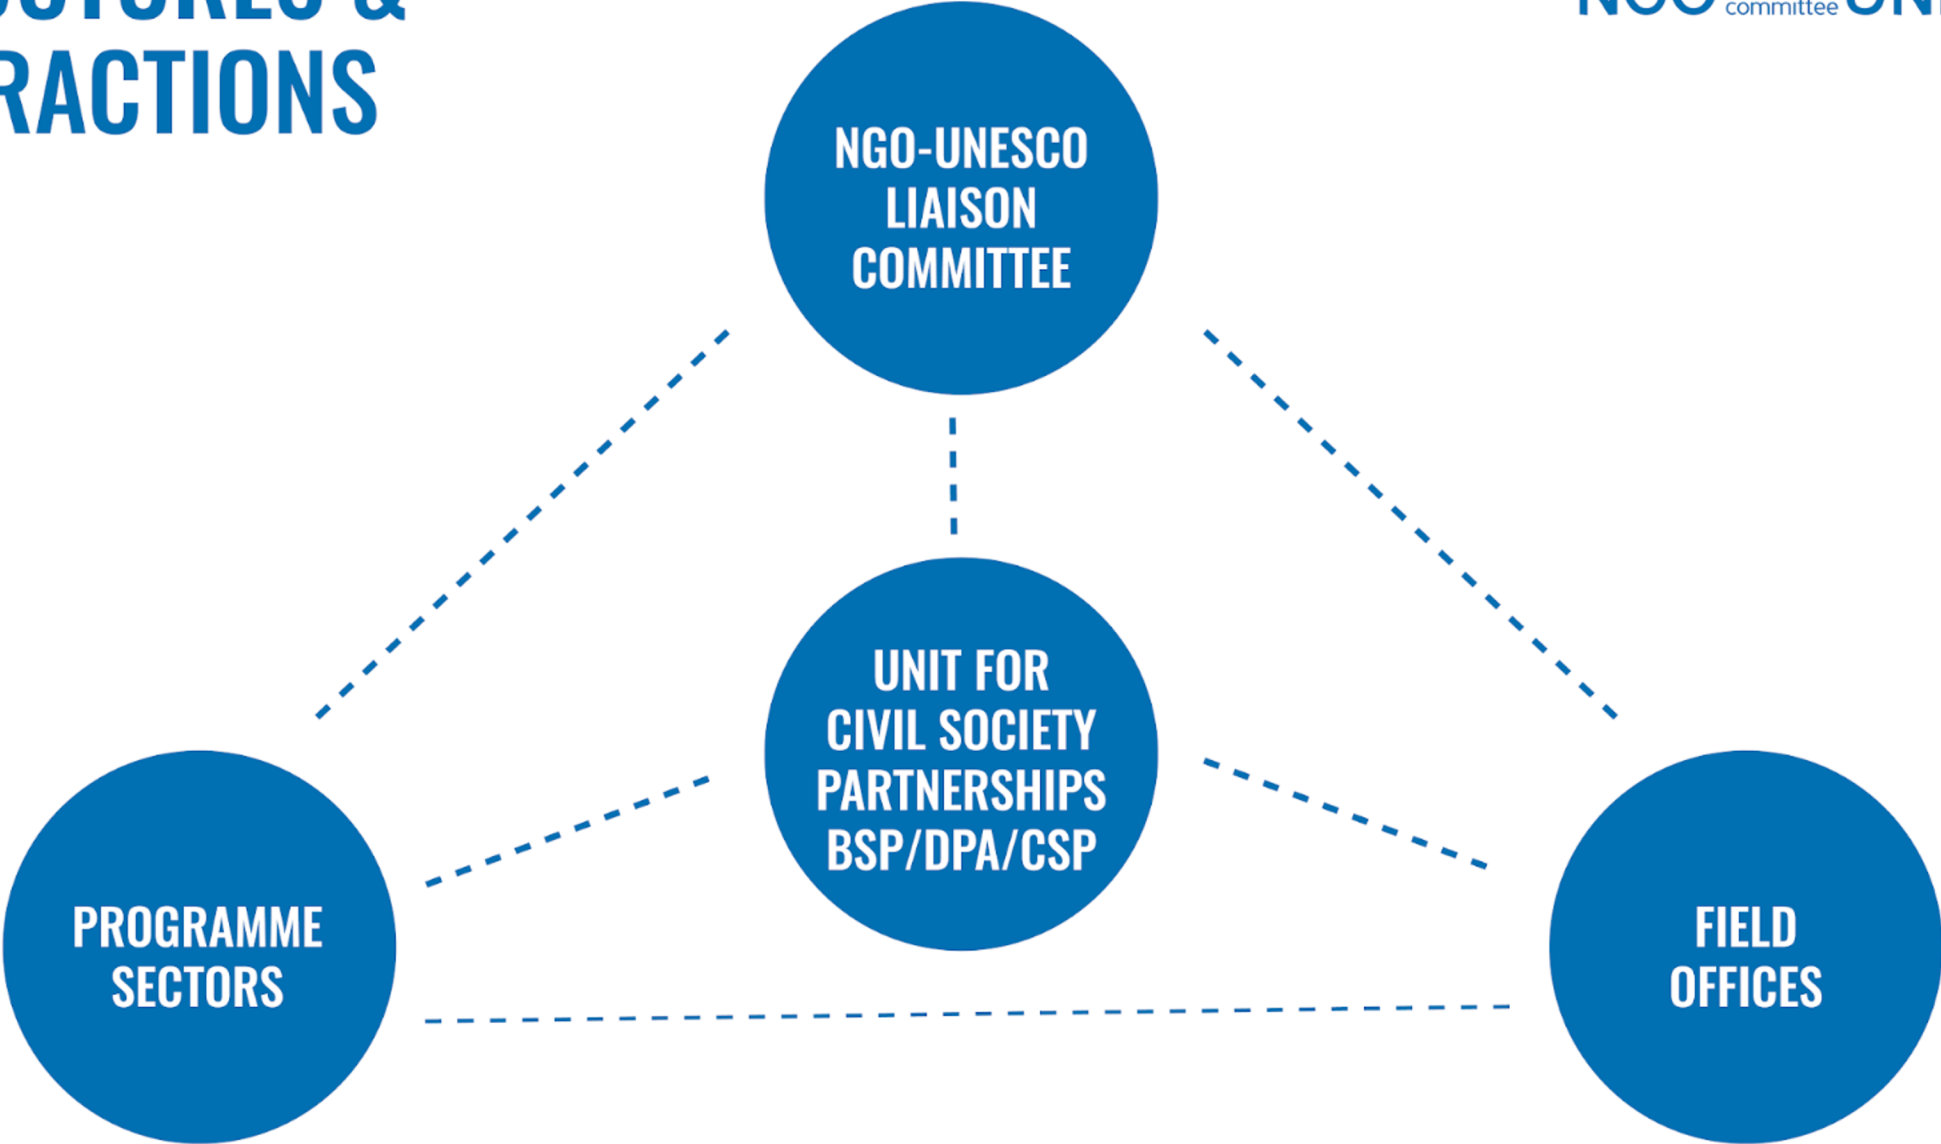 RACTIONS
committee
NGO-UNESCO
LIAISON
COMMITTEE
UNIT FOR
CIVIL SOCIETY
PARTNERSHIPS
BSP/DPA/CSP
PROGRAMME
SECTORS
FIELD
OFFICES